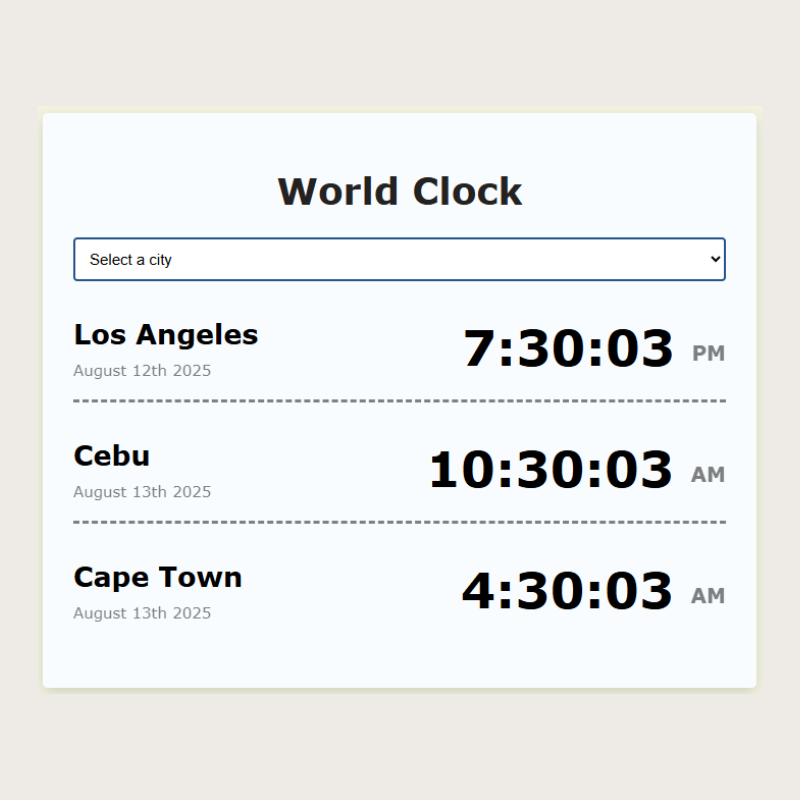 World Clock
Select a city
Los Angeles
7:30:03 PM
August 12th 2025
Cebu
10:30:03 AM
August 13th 2025
Cape Town
4:30:03 AM
August 13th 2025